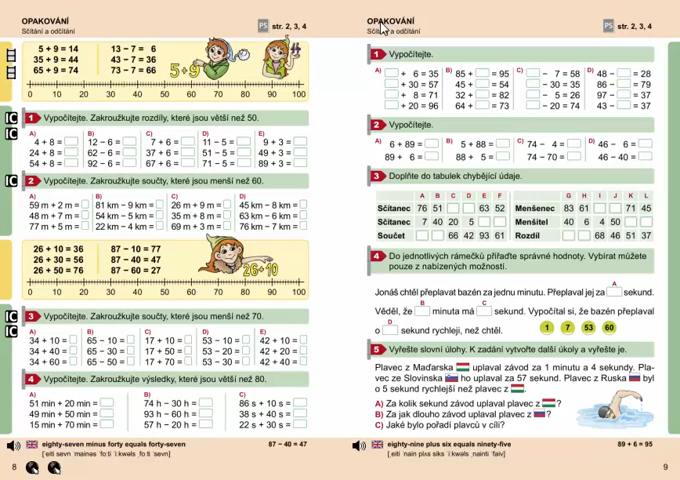 OPAKOVÁNÍ
Sčítání a odčítání
PS str. 2, 3, 4
5 + 9 = 14 13 - 7 = 6
35 + 9 = 44 43 - 7 = 36
65 + 9 = 74 73 - 7 = 66
5+9
0 10 20 30 40 50 60 70 80 90 100
1 Vypočítejte. Zakroužkujte rozdíly, které jsou větší než 50.
A) B) C) D) E)
4 + 8 = 12 - 6 = 7 + 6 = 11 - 5 = 9 + 3 =
24 + 8 = 62 - 6 = 37 + 6 = 51 - 5 = 49 + 3 =
54 + 8 = 92 - 6 = 67 + 6 = 71 - 5 = 89 + 3 =
2 Vypočítejte. Zakroužkujte součty, které jsou menší než 60.
A) B) C) D)
59 m + 2 m = 81 km - 9 km = 26 m + 9 m = 45 km - 8 km =
48 m + 7 m = 54 km - 5 km = 35 m + 8 m = 63 km - 6 km =
77 m + 5 m = 22 km - 4 km = 69 m + 3 m = 76 km - 7 km =
26 + 10 = 36 87 - 10 = 77
26 + 30 = 56 87 - 40 = 47
26 + 50 = 76 87 - 60 = 27
26+10
0 10 20 30 40 50 60 70 80 90 100
3 Vypočítejte. Zakroužkujte součty, které jsou menší než 70.
A) B) C) D) E)
34 + 10 = 65 - 10 = 17 + 10 = 53 - 10 = 42 + 10 =
34 + 40 = 65 - 30 = 17 + 50 = 53 - 20 = 42 + 20 =
34 + 60 = 65 - 50 = 17 + 70 = 53 - 30 = 42 + 40 =
4 Vypočítejte. Zakroužkujte výsledky, které jsou větší než 80.
A) B) C)
51 min + 20 min = 74 h - 30 h = 86 s + 10 s =
49 min + 50 min = 93 h - 60 h = 38 s + 40 s =
15 min + 70 min = 57 h - 20 h = 22 s + 30 s =
eighty-seven minus forty equals forty-seven 87 - 40 = 47
8
OPAKOVÁNÍ
Sčítání a odčítání
PS str. 2, 3, 4
1 Vypočítejte.
A) B) C) D)
+ 6 = 35 85 + = 95 - 7 = 58 48 - = 28
+ 30 = 57 45 + = 54 - 30 = 35 86 - = 79
+ 8 = 71 32 + = 82 - 5 = 26 97 - = 37
+ 20 = 96 64 + = 73 - 20 = 74 43 - = 37
2 Vypočítejte.
A) 6 + 89 = B) 5 + 88 = C) 74 - 4 = D) 46 - 6 =
89 + 6 = 88 + 5 = 74 - 70 = 46 - 40 =
3 Doplňte do tabulek chybějící údaje.
A B C D E F G H I J K L
Sčítanec 76 51 63 52 Menšenec 83 61 71 45
Sčítanec 7 40 20 5 Menšitel 40 6 4 50
Součet 66 42 93 61 Rozdíl 68 46 51 37
4 Do jednotlivých rámečků přiřaďte správné hodnoty. Vybírat můžete
pouze z nabízených možností.
A
Jonáš chtěl přeplavat bazén za jednu minutu. Přeplaval jej za sekund.
B C
Věděl, že minuta má sekund. Vypočítal si, že bazén přeplaval
D
o sekund rychleji, než chtěl. 1 7 53 60
5 Vyřešte slovní úlohy. K zadání vytvořte další úkoly a vyřešte je.
Plavec z Maďarska uplaval závod za 1 minutu a 4 sekundy. Pla-
vec ze Slovinska ho uplaval za 57 sekund. Plavec z Ruska byl
o 5 sekund rychlejší než plavec z .
A) Za kolik sekund závod uplaval plavec z ?
B) Za jak dlouho závod uplaval plavec z ?
C) Jaké bylo pořadí plavců v cíli?
eighty-nine plus six equals ninety-five 89 + 6 = 95
9